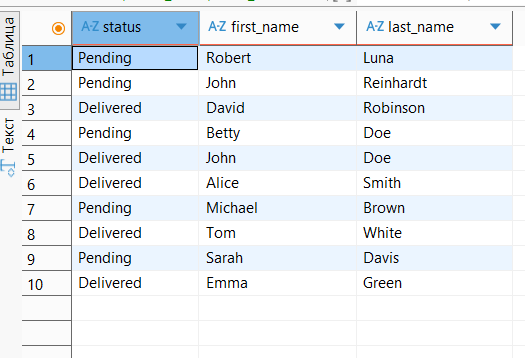 Таблица
Текст
A-Z status A-Z first_name A-Z last_name
1 Pending Robert Luna
2 Pending John Reinhardt
3 Delivered David Robinson
4 Pending Betty Doe
5 Delivered John Doe
6 Delivered Alice Smith
7 Pending Michael Brown
8 Delivered Tom White
9 Pending Sarah Davis
10 Delivered Emma Green